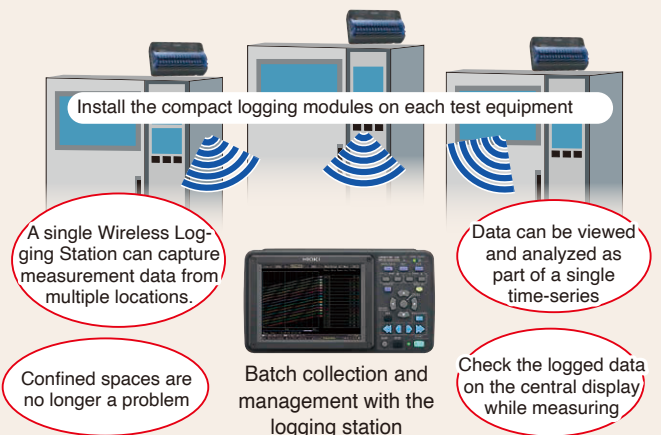 Install the compact logging modules on each test equipment
A single Wireless Log-
ging Station can capture
measurement data from
multiple locations.
Data can be viewed
and analyzed as
part of a single
time-series
HIOKI
Confined spaces are
no longer a problem
Batch collection and
management with the
logging station
Check the logged data
on the central display
while measuring